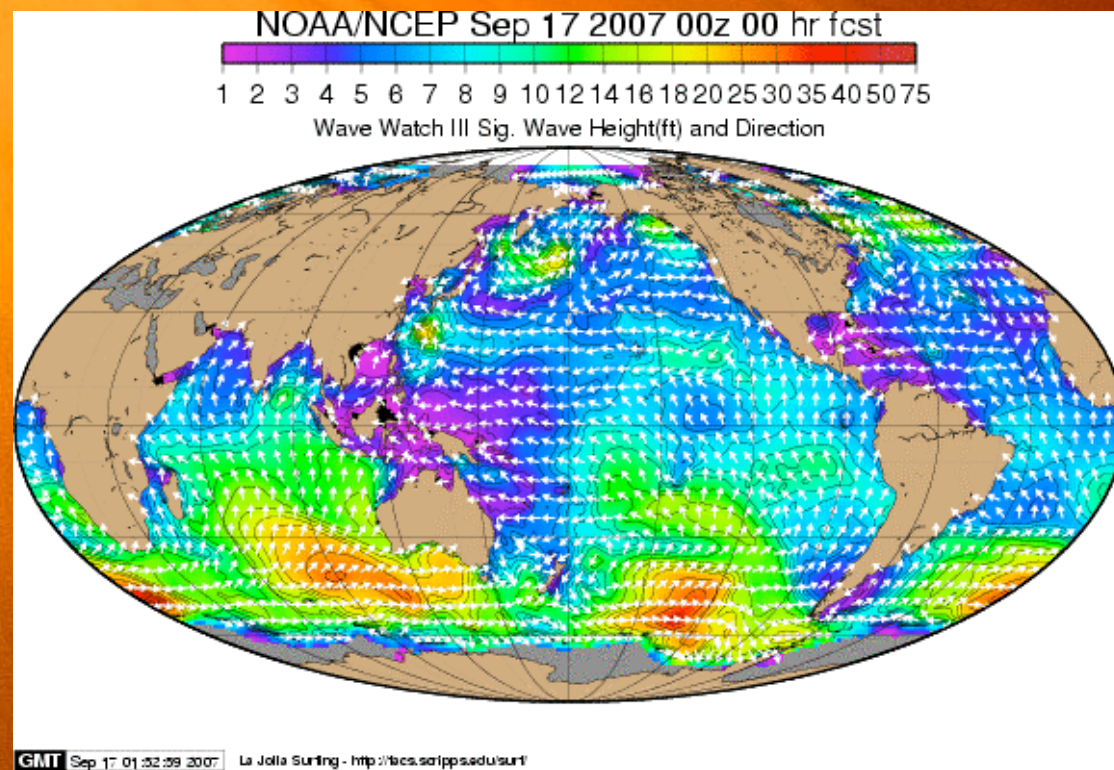 NOAA/NCEP Sep 17 2007 00z 00 hr fcst
1 2 3 4 5 6 7 8 9 10 12 14 16 18 20 25 30 35 40 50 75
Wave Watch III Sig. Wave Height(ft) and Direction
GMT Sep 17 01:52:59 2007 La Jolla Surfing - http://facs.scripps.edu/surf/